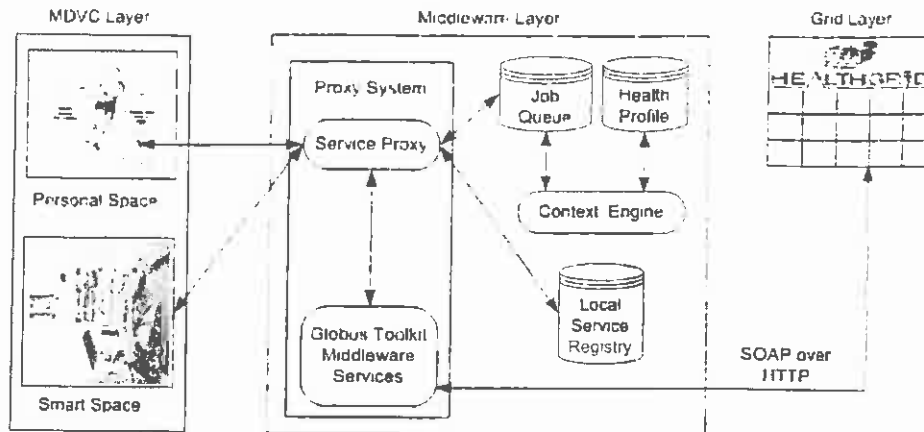 MDVC Layer
Middleware Layer
Grid Layer
Personal Space
Smart Space
Proxy System
Service Proxy
Globus Toolkit
Middleware
Services
Job
Queue
Health
Profile
Context Engine
Local
Service
Registry
HEALTHGRID
SOAP over
HTTP